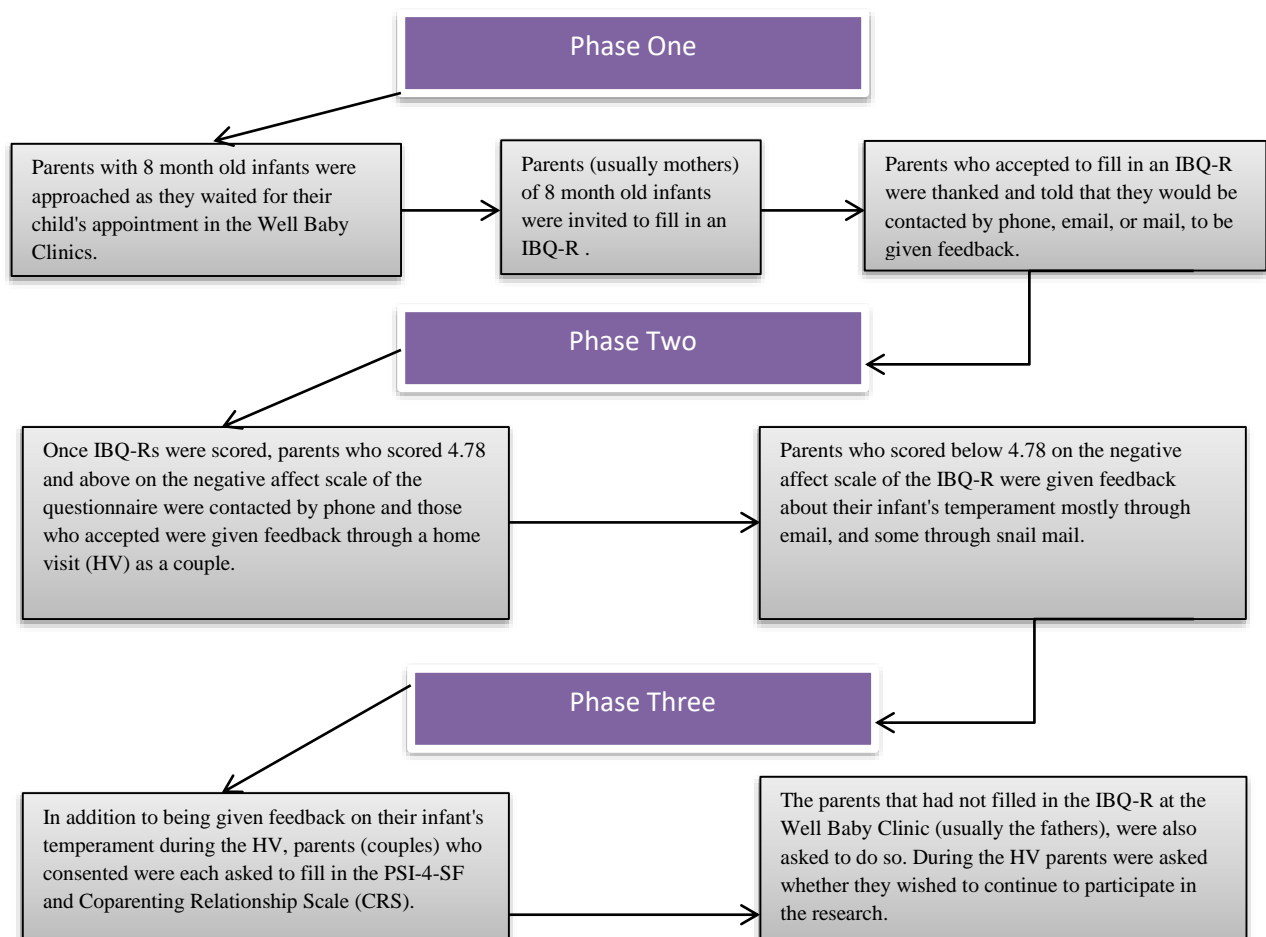 Phase One
Parents with 8 month old infants were
approached as they waited for their
child's appointment in the Well Baby
Clinics.
Parents (usually mothers)
of 8 month old infants
were invited to fill in an
IBQ-R .
Parents who accepted to fill in an IBQ-R
were thanked and told that they would be
contacted by phone, email, or mail, to be
given feedback.
Phase Two
Once IBQ-Rs were scored, parents who scored 4.78
and above on the negative affect scale of the
questionnaire were contacted by phone and those
who accepted were given feedback through a home
visit (HV) as a couple.
Parents who scored below 4.78 on the negative
affect scale of the IBQ-R were given feedback
about their infant's temperament mostly through
email, and some through snail mail.
Phase Three
In addition to being given feedback on their infant's
temperament during the HV, parents (couples) who
consented were each asked to fill in the PSI-4-SF
and Coparenting Relationship Scale (CRS).
The parents that had not filled in the IBQ-R at the
Well Baby Clinic (usually the fathers), were also
asked to do so. During the HV parents were asked
whether they wished to continue to participate in
the research.